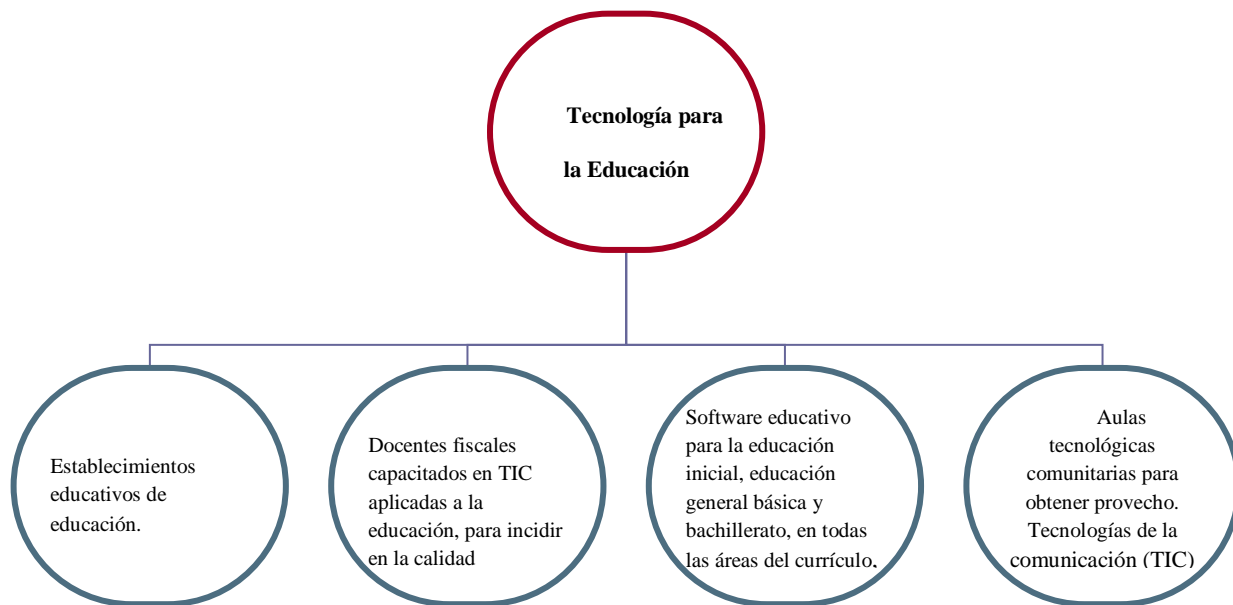 Tecnología para
la Educación
Establecimientos
educativos de
educación.
Docentes fiscales
capacitados en TIC
aplicadas a la
educación, para incidir
en la calidad
Software educativo
para la educación
inicial, educación
general básica y
bachillerato, en todas
las áreas del currículo,
Aulas
tecnológicas
comunitarias para
obtener provecho.
Tecnologías de la
comunicación (TIC)